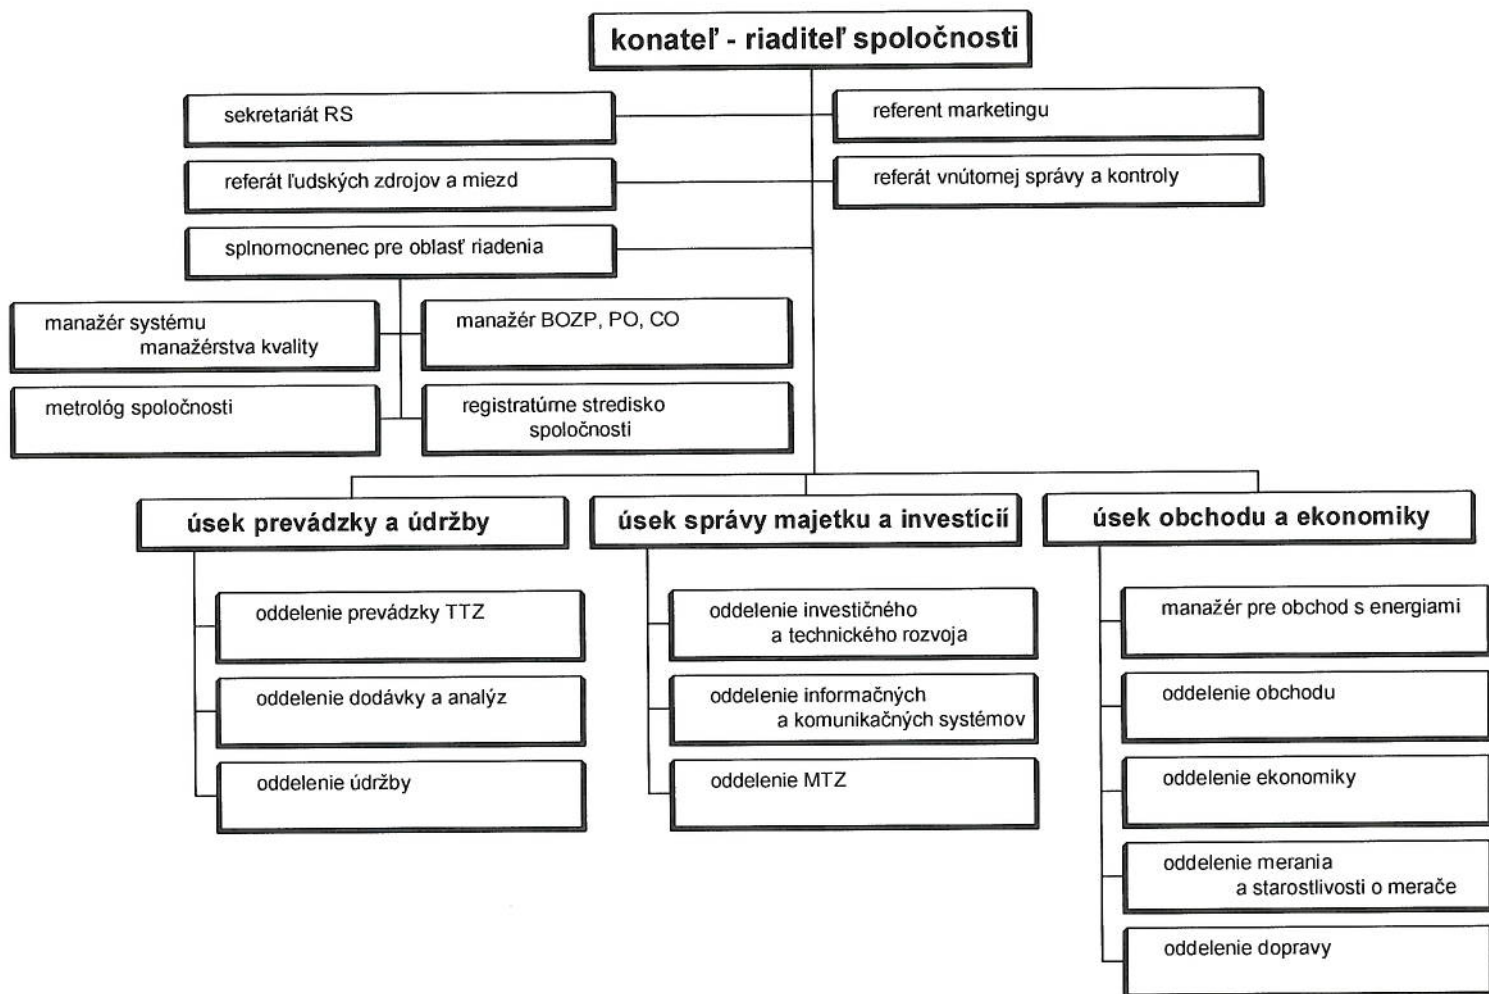 konateľ - riaditeľ spoločnosti
sekretariát RS
referent marketingu
referát ľudských zdrojov a miezd
referát vnútornej správy a kontroly
splnomocnenec pre oblasť riadenia
manažér systému
manažérstva kvality
manažér BOZP, PO, CO
metrológ spoločnosti
registratúrne stredisko
spoločnosti
úsek prevádzky a údržby
úsek správy majetku a investícií
úsek obchodu a ekonomiky
oddelenie prevádzky TTZ
oddelenie dodávky a analýz
oddelenie údržby
oddelenie investičného
a technického rozvoja
oddelenie informačných
a komunikačných systémov
oddelenie MTZ
manažér pre obchod s energiami
oddelenie obchodu
oddelenie ekonomiky
oddelenie merania
a starostlivosti o merače
oddelenie dopravy